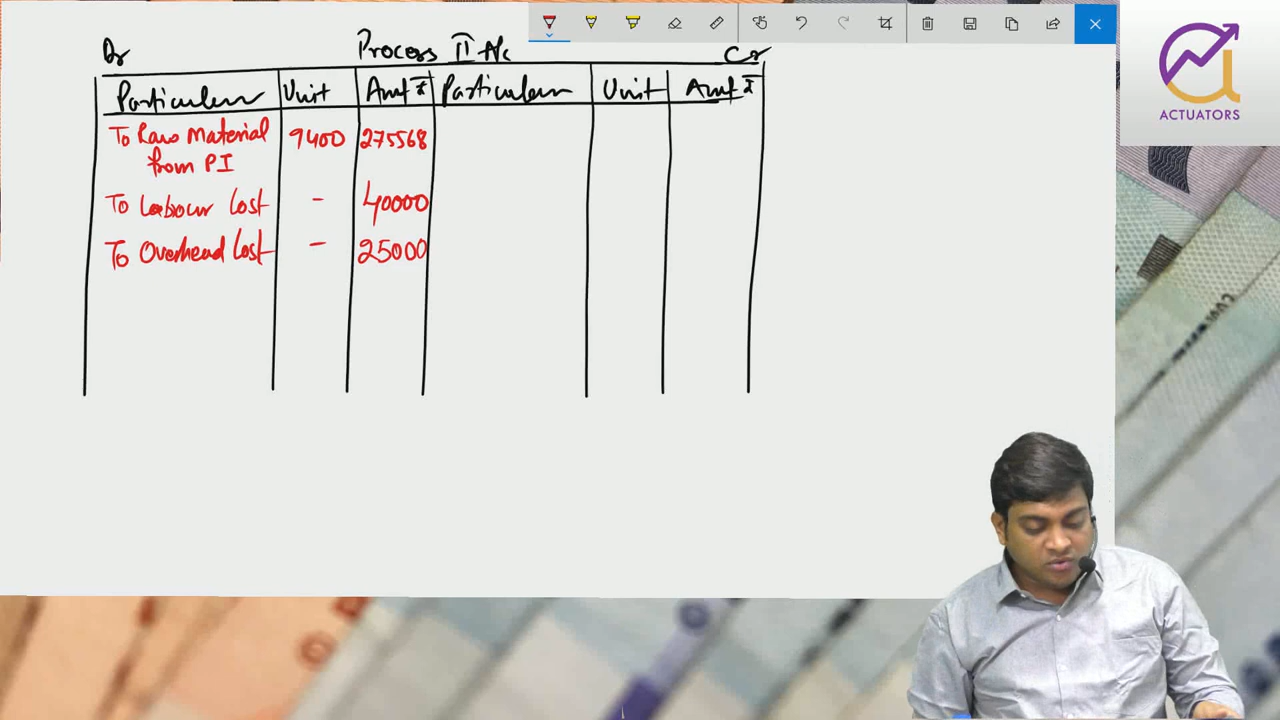 Dr Process II A/c Cr
Particulars Unit Amt ₹ Particulars Unit Amt ₹
To Raw Material 9400 275568
from PI
To Labour Cost - 40000
To Overhead Cost - 25000
ACTUATORS